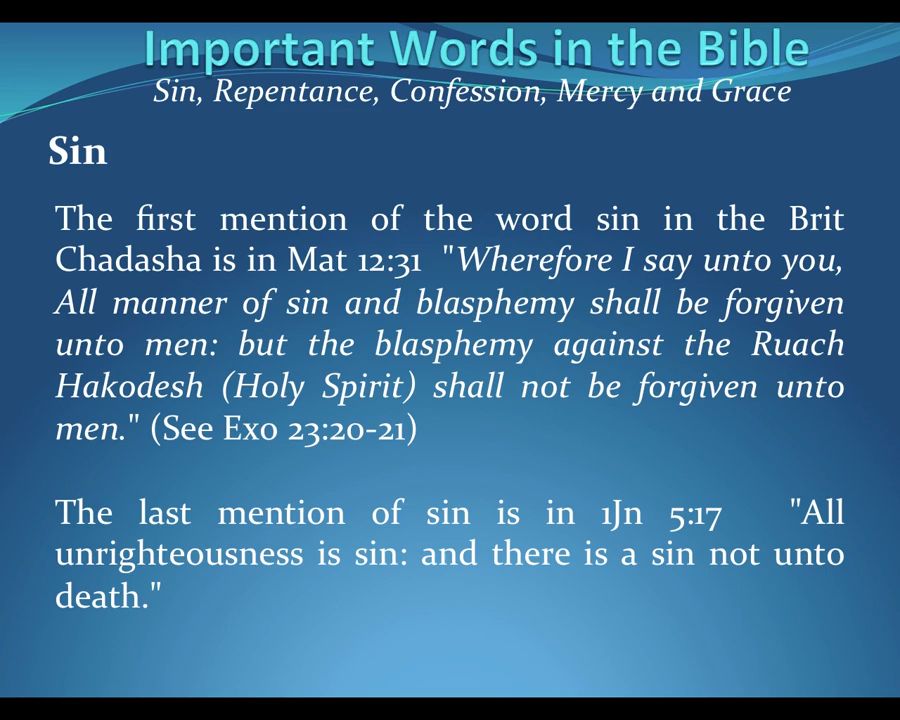 Important Words in the Bible
Sin, Repentance, Confession, Mercy and Grace
Sin
The first mention of the word sin in the Brit
Chadasha is in Mat 12:31 "Wherefore I say unto you,
All manner of sin and blasphemy shall be forgiven
unto men: but the blasphemy against the Ruach
Hakodesh (Holy Spirit) shall not be forgiven unto
men." (See Exo 23:20-21)
The last mention of sin is in 1Jn 5:17 "All
unrighteousness is sin: and there is a sin not unto
death."